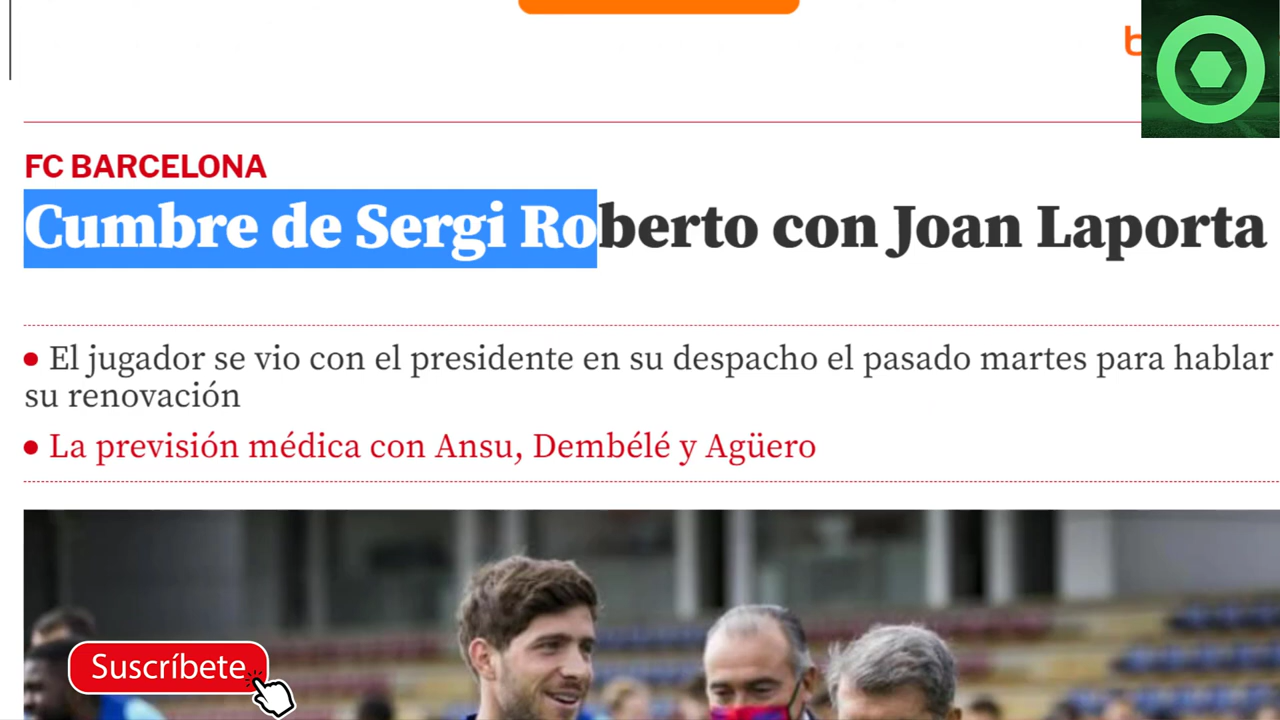 FC BARCELONA
Cumbre de Sergi Roberto con Joan Laporta
• El jugador se vio con el presidente en su despacho el pasado martes para hablar
su renovación
• La previsión médica con Ansu, Dembélé y Agüero
Suscríbete